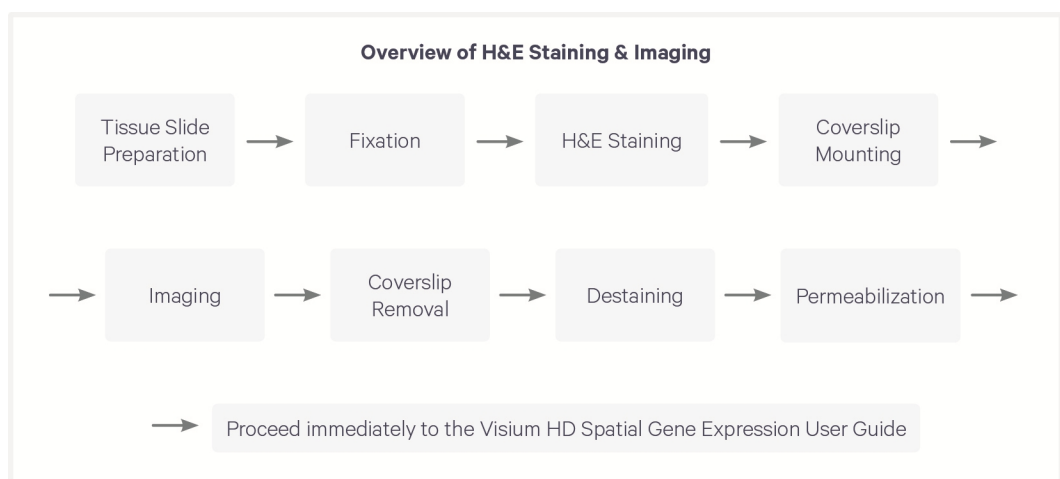 Overview of H&E Staining & Imaging
Tissue Slide
Preparation
Fixation
H&E Staining
Coverslip
Mounting
Imaging
Coverslip
Removal
Destaining
Permeabilization
Proceed immediately to the Visium HD Spatial Gene Expression User Guide